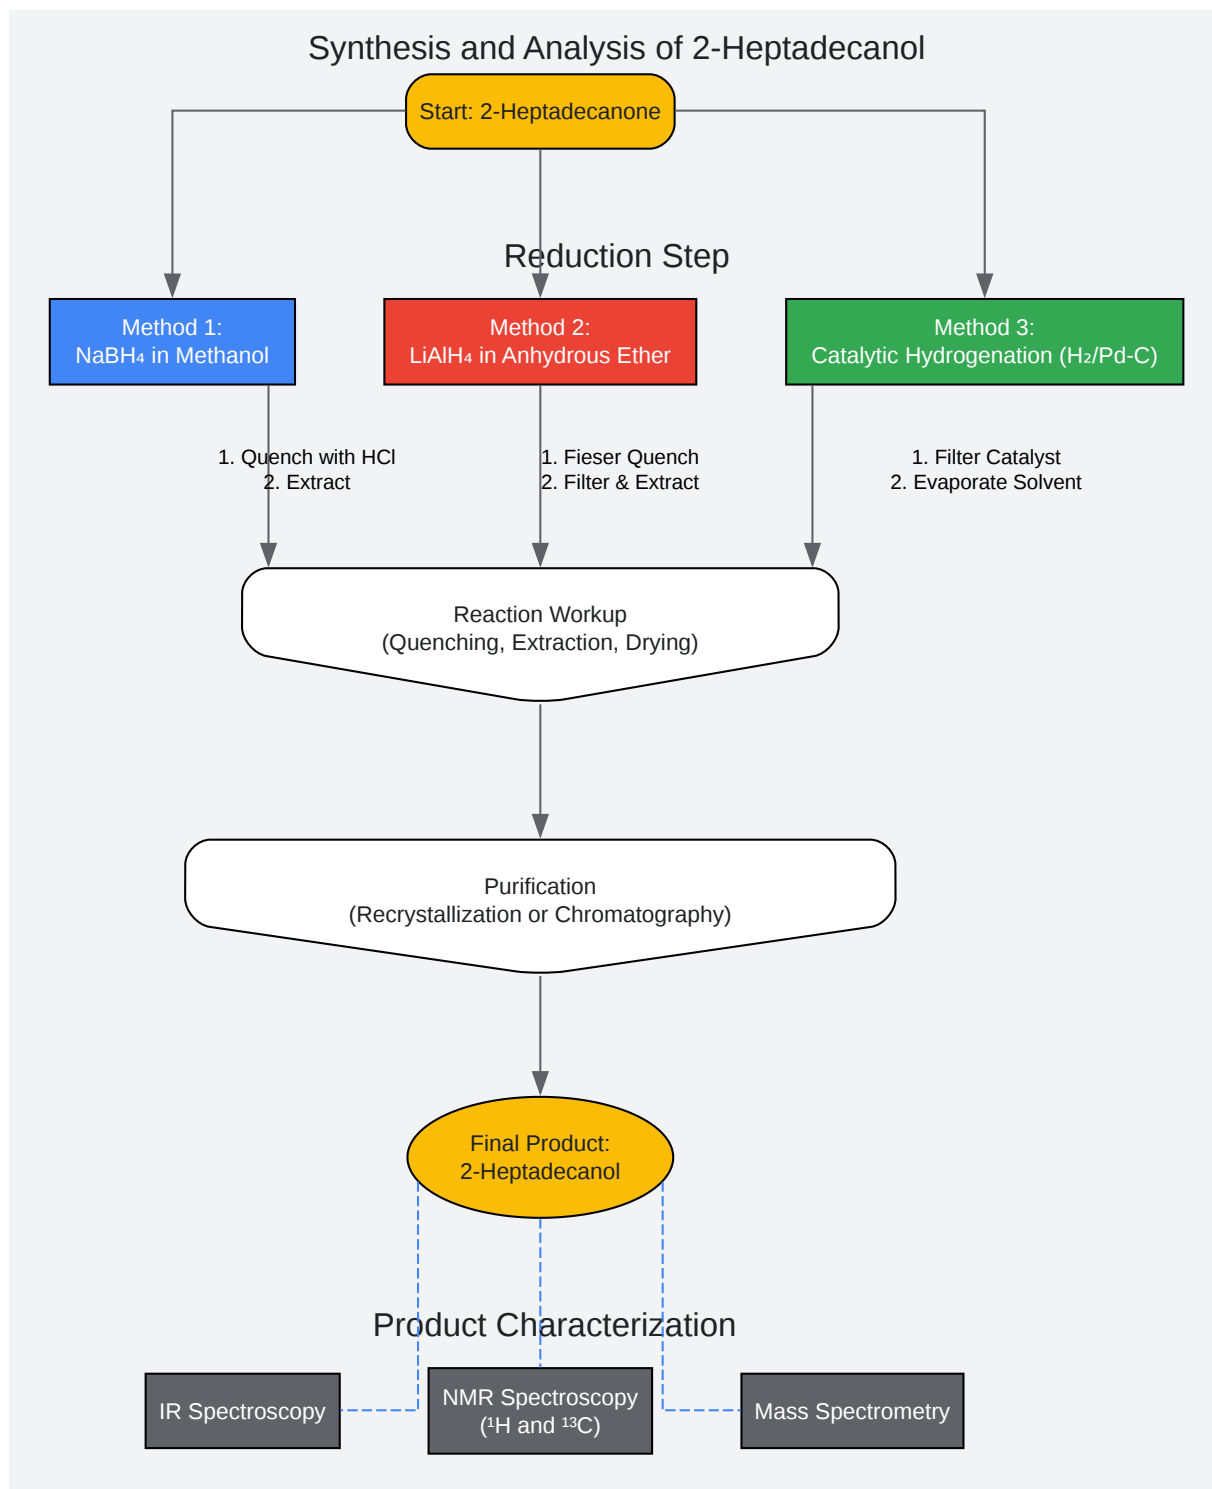 Synthesis and Analysis of 2-Heptadecanol
Start: 2-Heptadecanone
Reduction Step
Method 1:
NaBH₄ in Methanol
Method 2:
LiAlH₄ in Anhydrous Ether
Method 3:
Catalytic Hydrogenation (H₂/Pd-C)
1. Quench with HCl
2. Extract
1. Fieser Quench
2. Filter & Extract
1. Filter Catalyst
2. Evaporate Solvent
Reaction Workup
(Quenching, Extraction, Drying)
Purification
(Recrystallization or Chromatography)
Final Product:
2-Heptadecanol
Product Characterization
IR Spectroscopy
NMR Spectroscopy
(¹H and ¹³C)
Mass Spectrometry